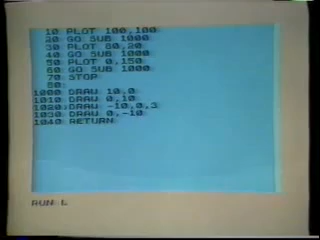 10 PLOT 100,100
20 GO SUB 1000
30 PLOT 60,20
40 GO SUB 1000
50 PLOT 0,150
60 GO SUB 1000
70 STOP
80:
1000 DRAW 10,0
1010 DRAW 0,10
1020>DRAW -10,0,3
1030 DRAW 0,-10
1040 RETURN
RUN L